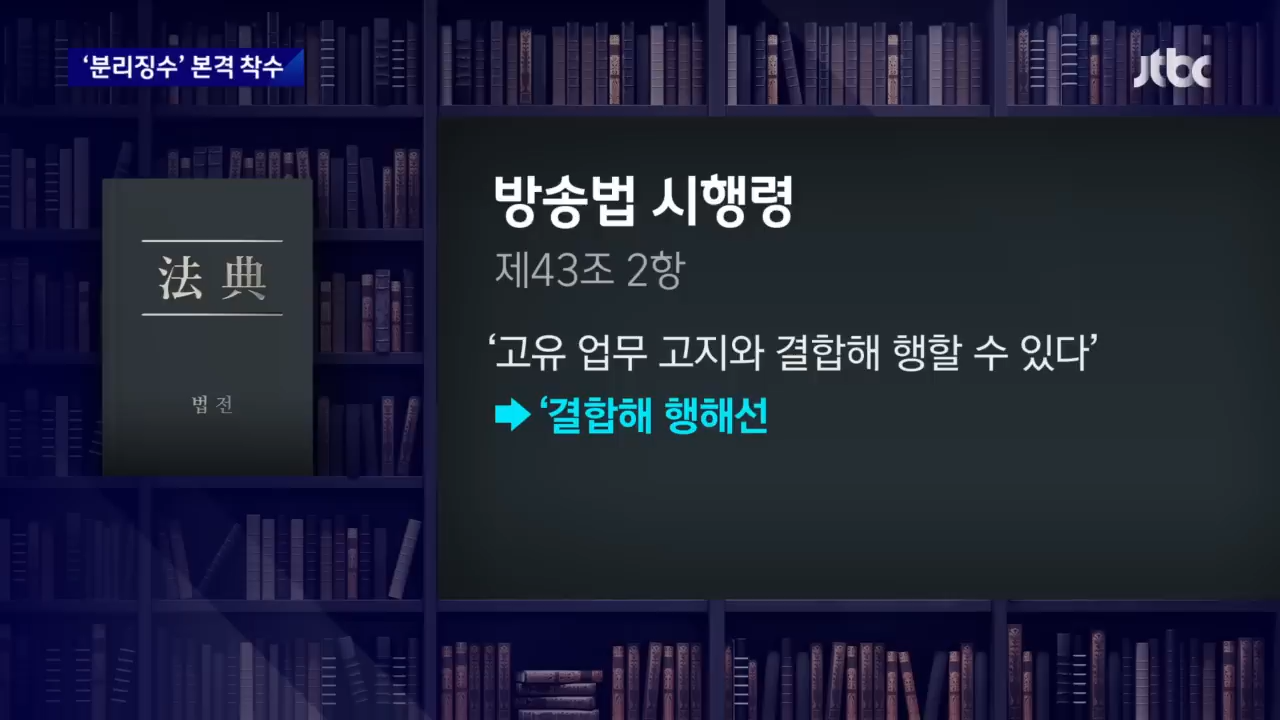 ‘분리징수’ 본격 착수
jtbc
法典
법전
방송법 시행령
제43조 2항
‘고유 업무 고지와 결합해 행할 수 있다’
➡ ‘결합해 행해선